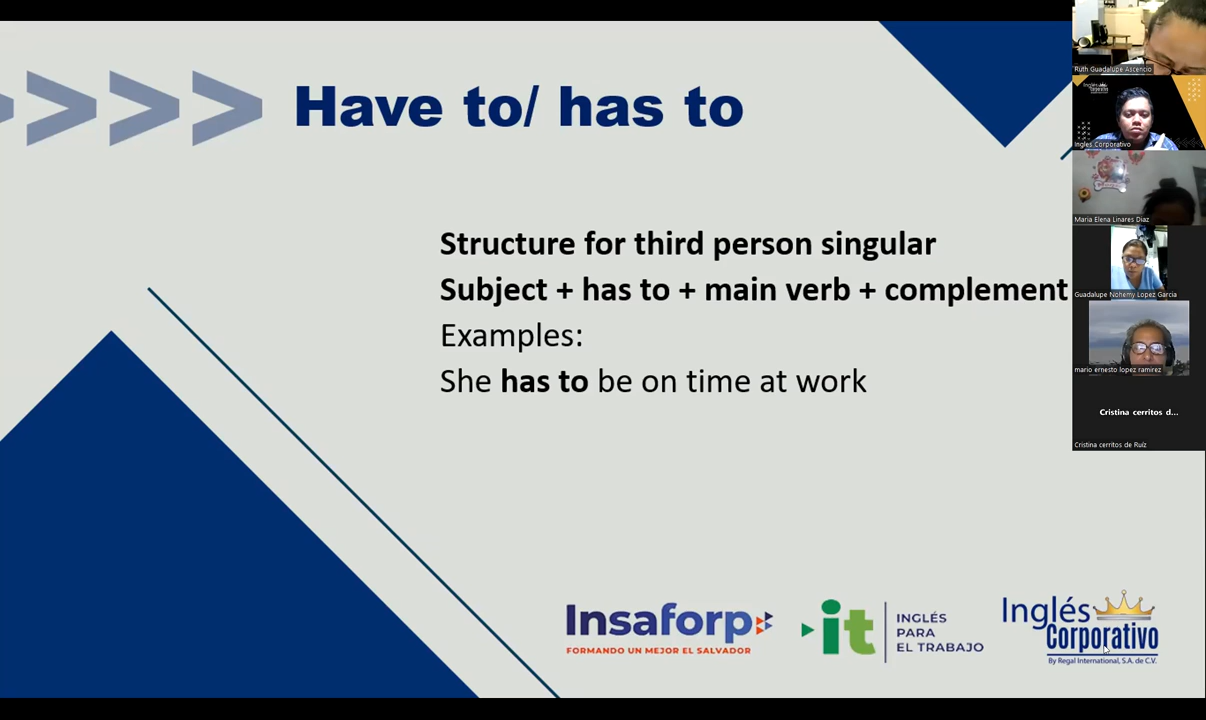 Have to/ has to
Structure for third person singular
Subject + has to + main verb + complement
Examples:
She has to be on time at work
Insaforp
FORMANDO UN MEJOR EL SALVADOR
it
INGLÉS
PARA
EL TRABAJO
Inglés
Corporativo
By Regal International, S.A. de C.V.
Ruth Guadalupe Ascencio
Inglés Corporativo
Maria Elena Linares Diaz
Guadalupe Nohemy Lopez Garcia
mario ernesto lopez ramirez
Cristina cerritos d...
Cristina cerritos de Ruíz